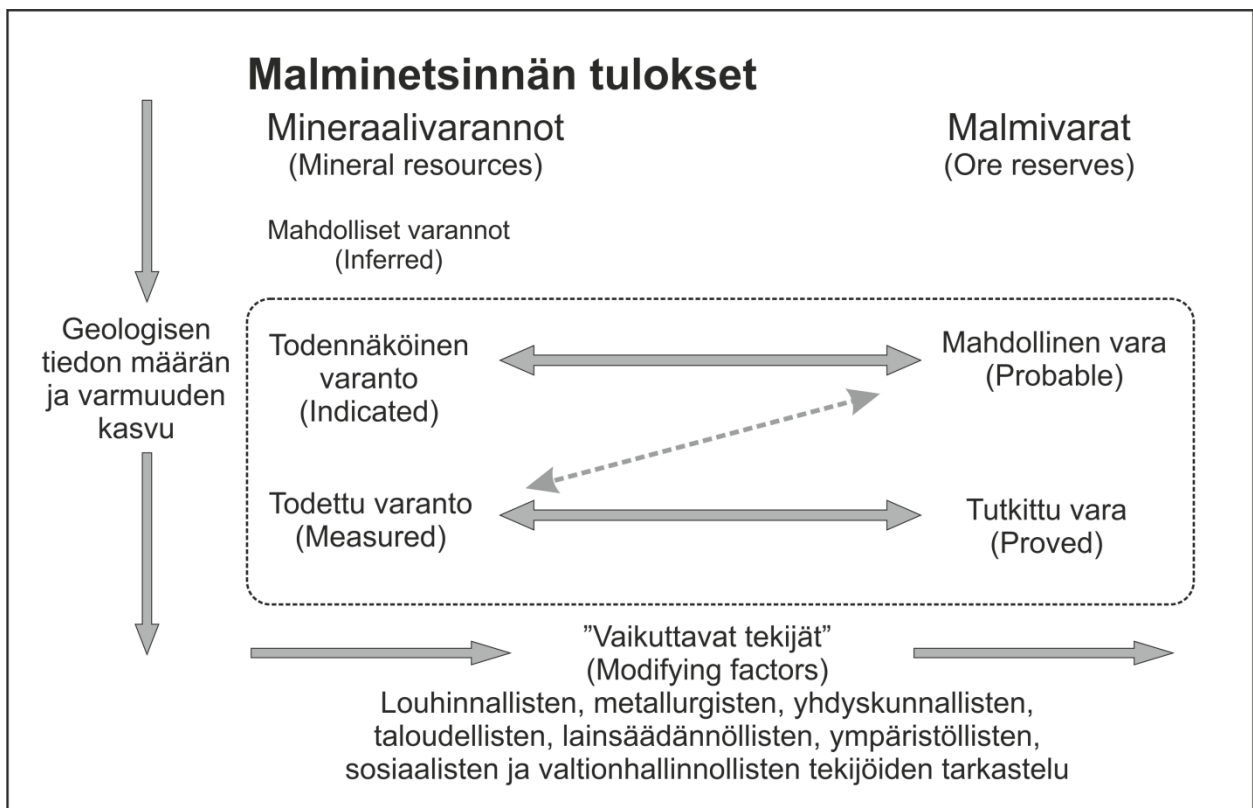 Malminetsinnän tulokset
Mineraalivarannot
(Mineral resources)
Malmivarat
(Ore reserves)
Mahdolliset varannot
(Inferred)
Geologisen
tiedon määrän
ja varmuuden
kasvu
Todennäköinen
varanto
(Indicated)
Mahdollinen vara
(Probable)
Todettu varanto
(Measured)
Tutkittu vara
(Proved)
”Vaikuttavat tekijät”
(Modifying factors)
Louhinnallisten, metallurgisten, yhdyskunnallisten,
taloudellisten, lainsäädännöllisten, ympäristöllisten,
sosiaalisten ja valtionhallinnollisten tekijöiden tarkastelu